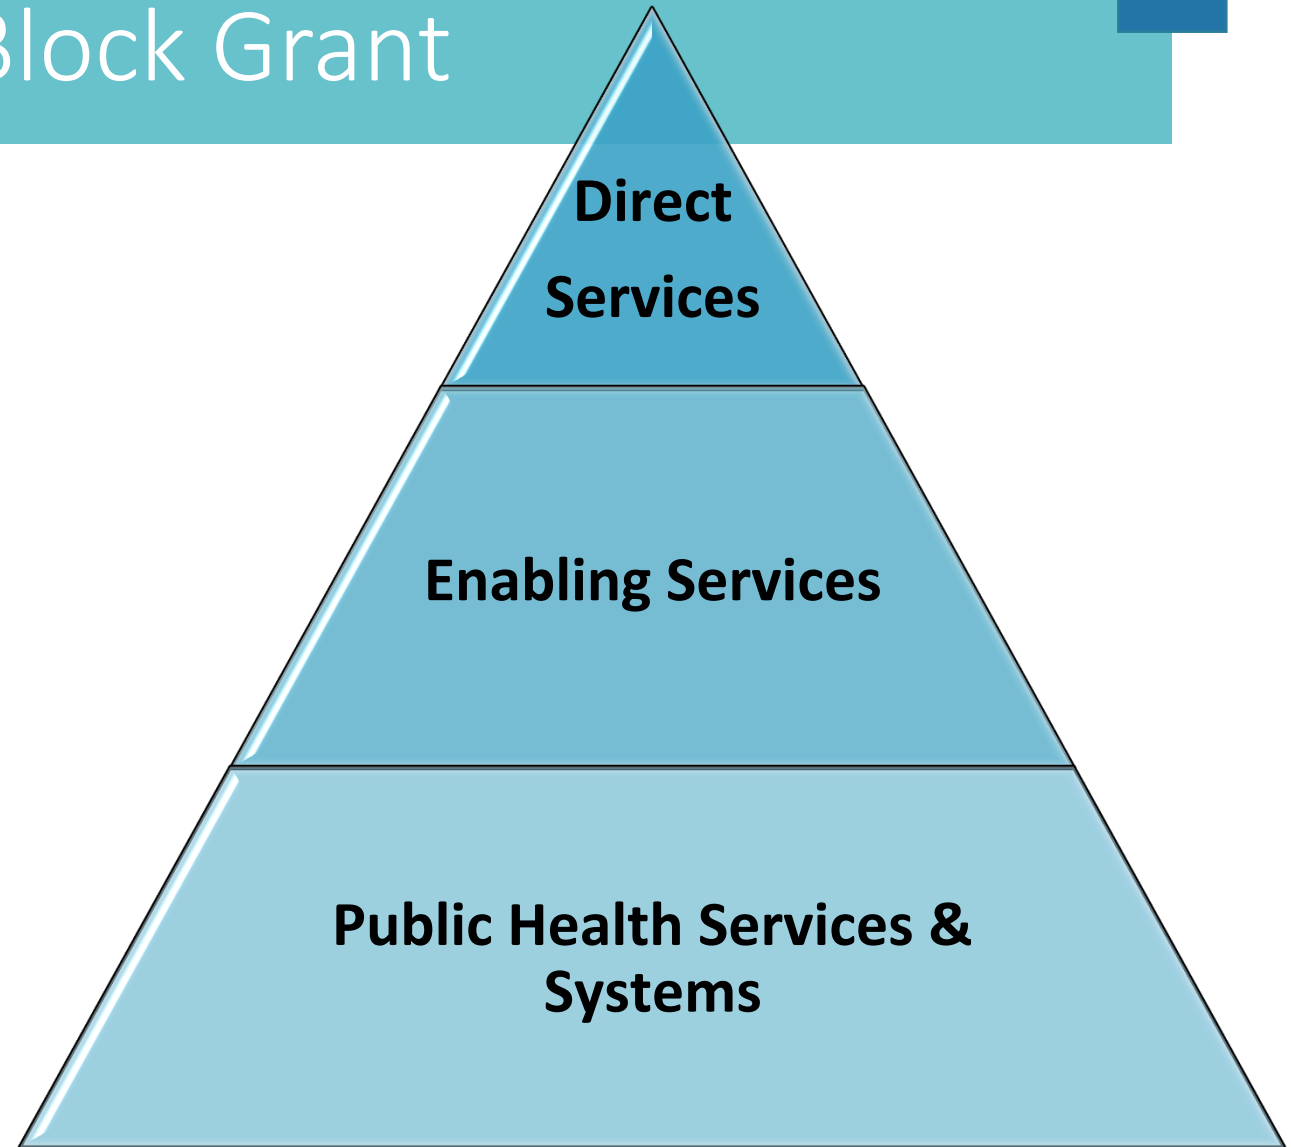 Block Grant
Direct
Services
Enabling Services
Public Health Services &
Systems